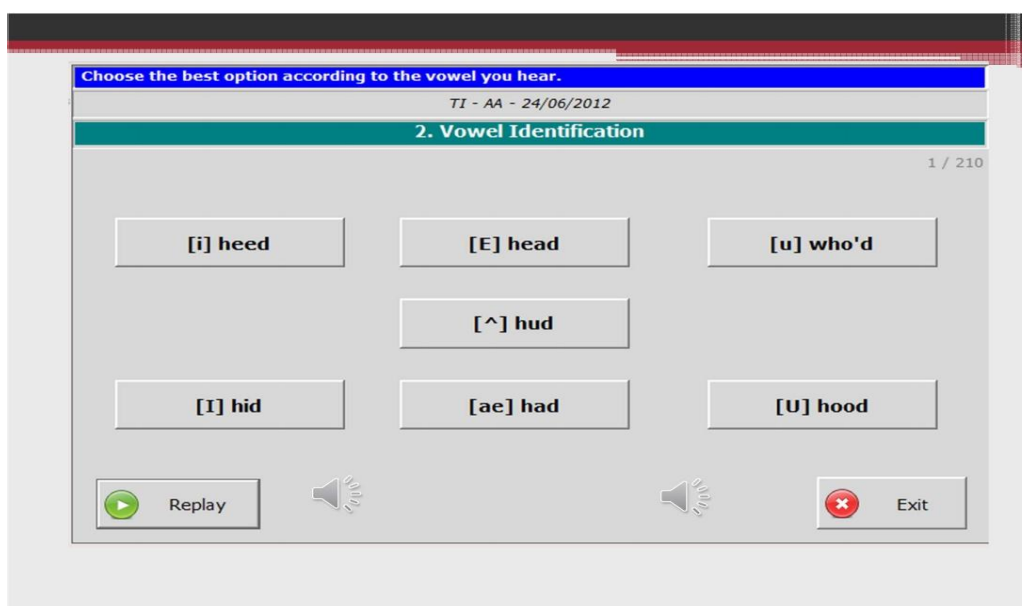 Choose the best option according to the vowel you hear.
TI - AA - 24/06/2012
2. Vowel Identification
1 / 210
[i] heed
[E] head
[u] who'd
[^] hud
[I] hid
[ae] had
[U] hood
Replay
Exit